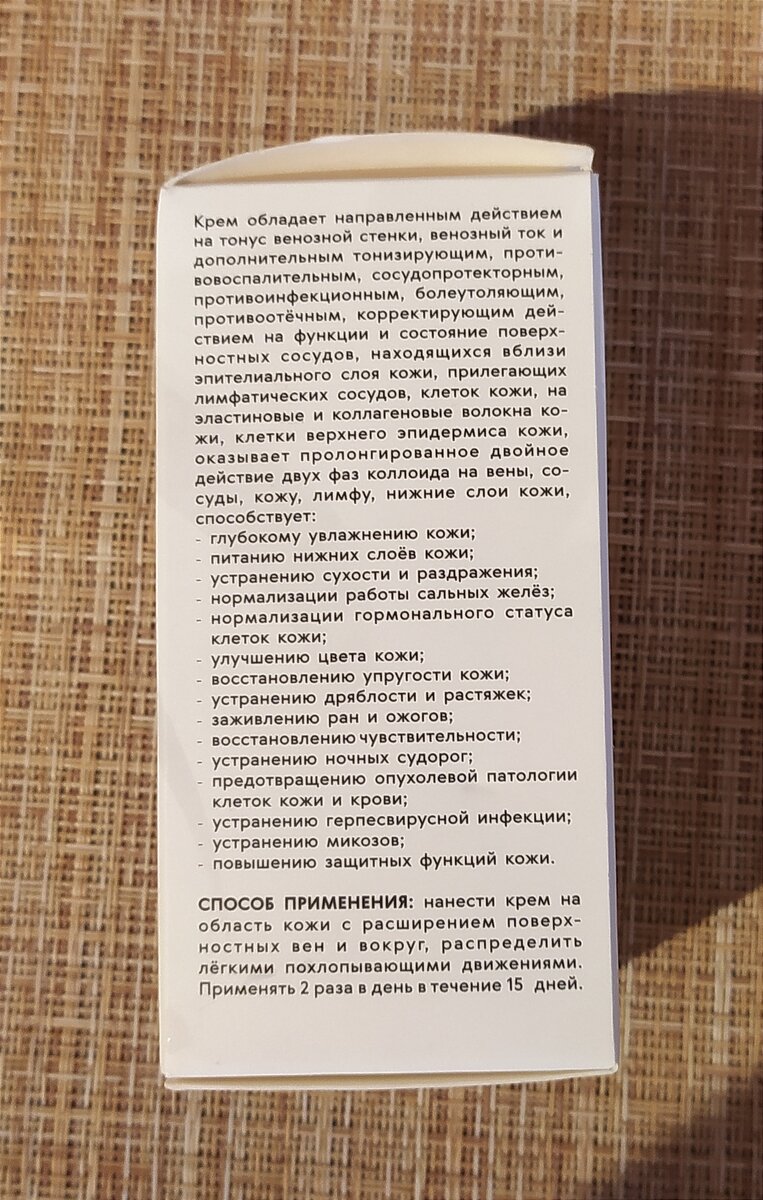 Крем обладает направленным действием
на тонус венозной стенки, венозный ток и
дополнительным тонизирующим, проти-
вовоспалительным, сосудопротекторным,
противоинфекционным, болеутоляющим,
противоотёчным, корректирующим дей-
ствием на функции и состояние поверх-
ностных сосудов, находящихся вблизи
эпителиального слоя кожи, прилегающих
лимфатических сосудов, клеток кожи, на
эластиновые и коллагеновые волокна ко-
жи, клетки верхнего эпидермиса кожи,
оказывает пролонгированное двойное
действие двух фаз коллоида на вены, со-
суды, кожу, лимфу, нижние слои кожи,
способствует:
- глубокому увлажнению кожи;
- питанию нижних слоёв кожи;
- устранению сухости и раздражения;
- нормализации работы сальных желёз;
- нормализации гормонального статуса
клеток кожи;
- улучшению цвета кожи;
- восстановлению упругости кожи;
- устранению дряблости и растяжек;
- заживлению ран и ожогов;
- восстановлению чувствительности;
- устранению ночных судорог;
- предотвращению опухолевой патологии
клеток кожи и крови;
- устранению герпесвирусной инфекции;
- устранению микозов;
- повышению защитных функций кожи.
СПОСОБ ПРИМЕНЕНИЯ: нанести крем на
область кожи с расширением поверх-
ностных вен и вокруг, распределить
лёгкими похлопывающими движениями.
Применять 2 раза в день в течение 15 дней.